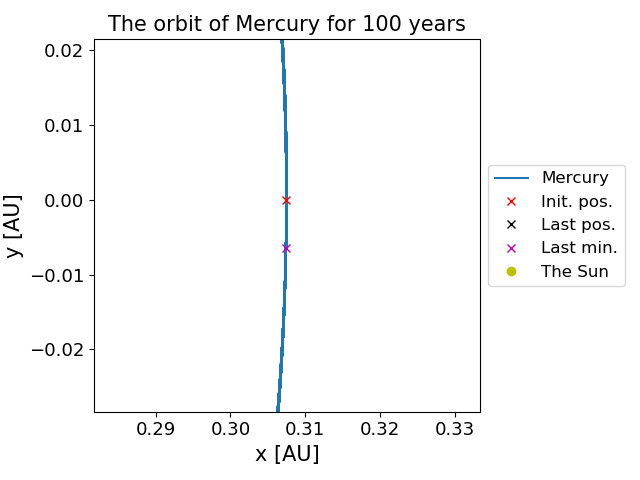 The orbit of Mercury for 100 years
y [AU]
0.02
0.01
0.00
−0.01
−0.02
0.29 0.30 0.31 0.32 0.33
x [AU]
Mercury
Init. pos.
Last pos.
Last min.
The Sun